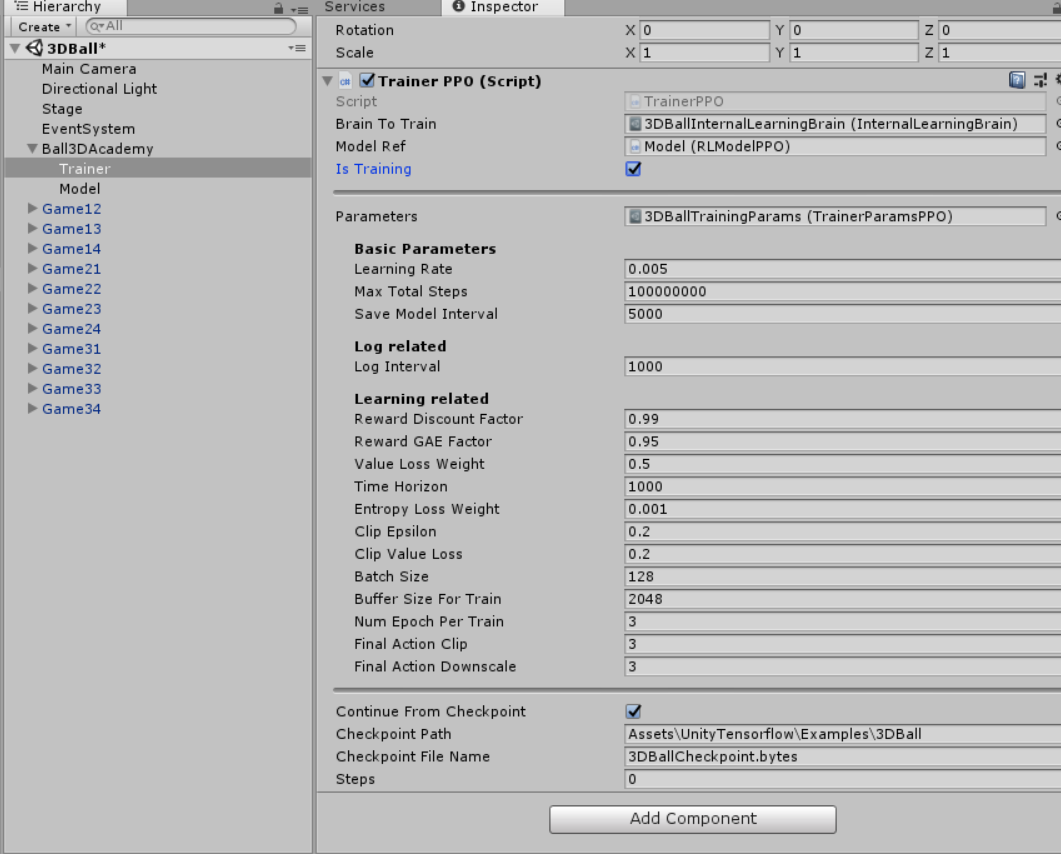 Hierarchy
Create
All
3DBall*
Main Camera
Directional Light
Stage
EventSystem
Ball3DAcademy
Trainer
Model
Game12
Game13
Game14
Game21
Game22
Game23
Game24
Game31
Game32
Game33
Game34
Services Inspector
Rotation X 0 Y 0 Z 0
Scale X 1 Y 1 Z 1
Trainer PPO (Script)
Script TrainerPPO
Brain To Train 3DBallInternalLearningBrain (InternalLearningBrain)
Model Ref Model (RLModelPPO)
Is Training
Parameters 3DBallTrainingParams (TrainerParamsPPO)
Basic Parameters
Learning Rate 0.005
Max Total Steps 100000000
Save Model Interval 5000
Log related
Log Interval 1000
Learning related
Reward Discount Factor 0.99
Reward GAE Factor 0.95
Value Loss Weight 0.5
Time Horizon 1000
Entropy Loss Weight 0.001
Clip Epsilon 0.2
Clip Value Loss 0.2
Batch Size 128
Buffer Size For Train 2048
Num Epoch Per Train 3
Final Action Clip 3
Final Action Downscale 3
Continue From Checkpoint
Checkpoint Path Assets\UnityTensorflow\Examples\3DBall
Checkpoint File Name 3DBallCheckpoint.bytes
Steps 0
Add Component